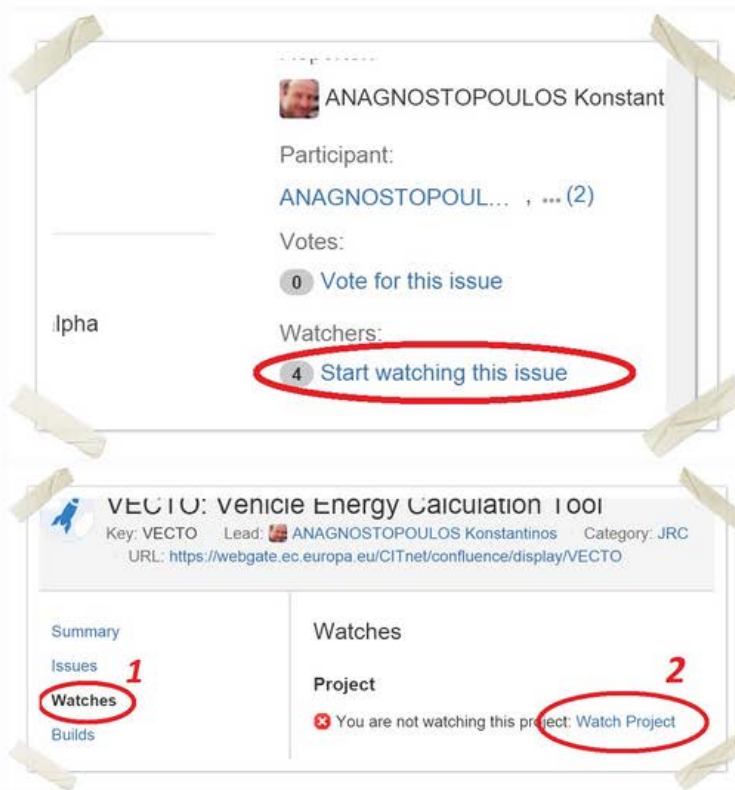 ANAGNOSTOPOULOS Konstant
Participant:
ANAGNOSTOPOUL... , ... (2)
Votes:
0 Vote for this issue
lpha
Watchers:
4 Start watching this issue
VECTO: Vehicle Energy Calculation Tool
Key: VECTO Lead: ANAGNOSTOPOULOS Konstantinos Category: JRC
URL: https://webgate.ec.europa.eu/CITnet/confluence/display/VECTO
Summary
Issues
Watches
Builds
1
Watches
Project
2
You are not watching this project: Watch Project